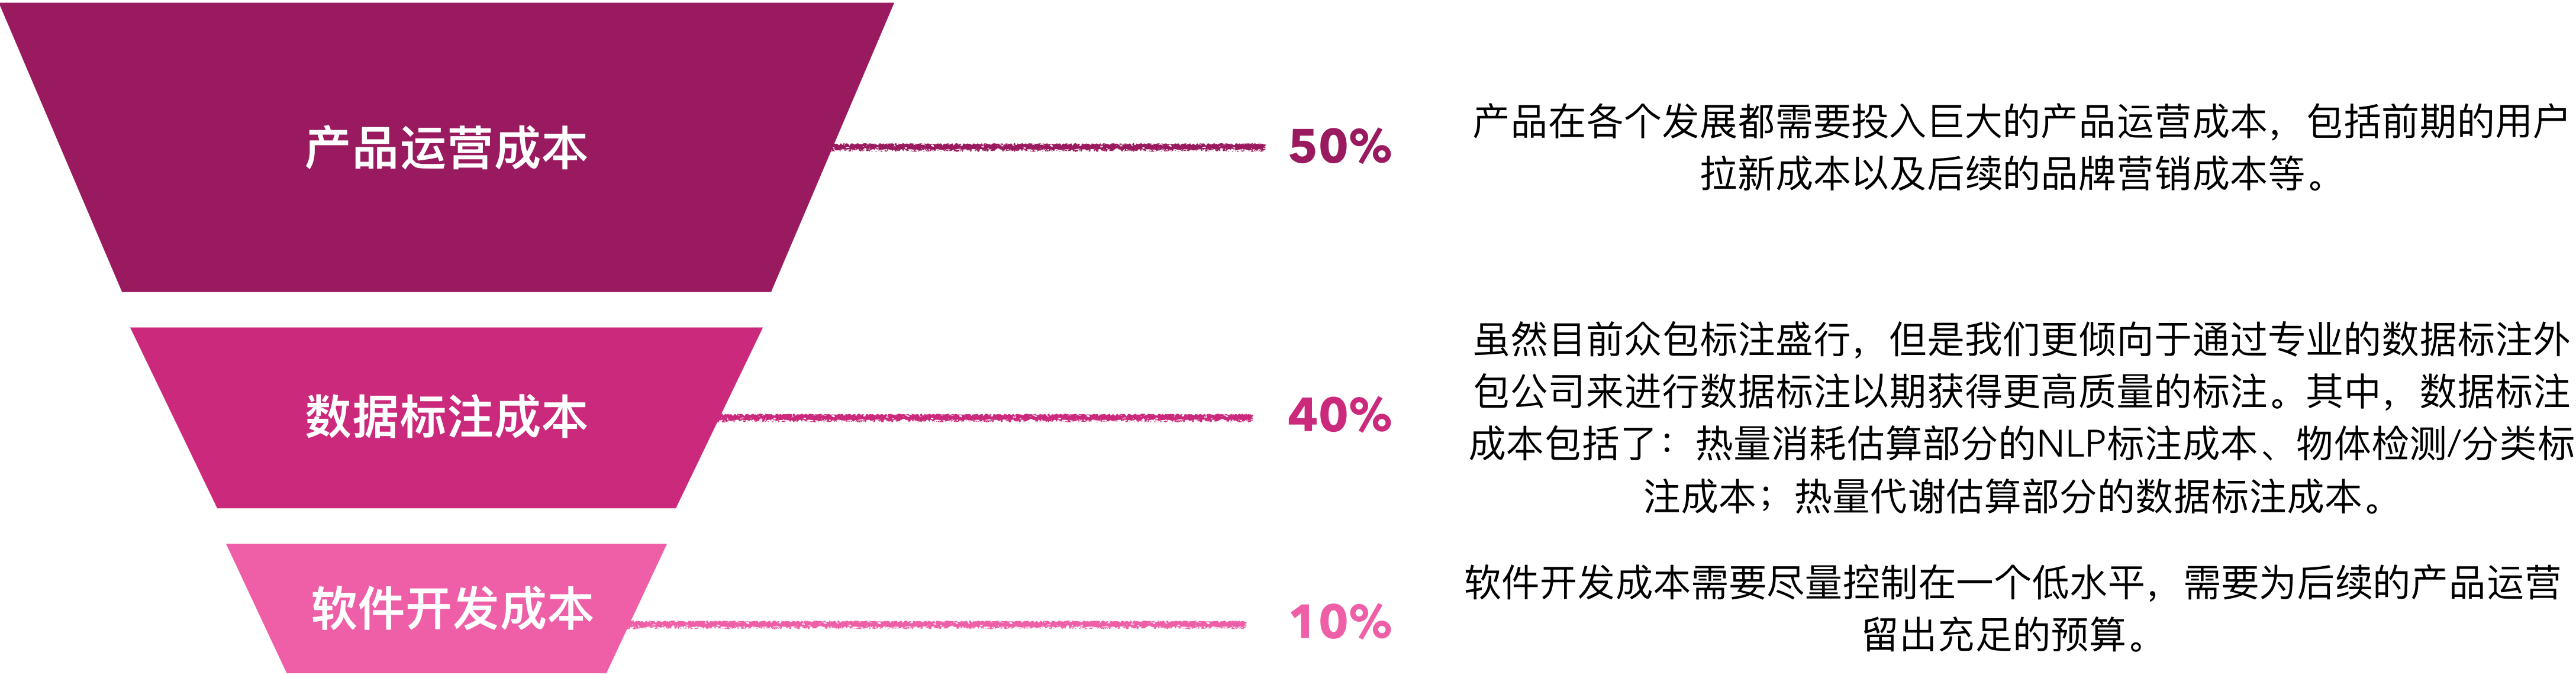 产品运营成本
50%
产品在各个发展都需要投入巨大的产品运营成本，包括前期的用户
拉新成本以及后续的品牌营销成本等。
数据标注成本
40%
虽然目前众包标注盛行，但是我们更倾向于通过专业的数据标注外
包公司来进行数据标注以期获得更高质量的标注。其中，数据标注
成本包括了：热量消耗估算部分的NLP标注成本、物体检测/分类标
注成本；热量代谢估算部分的数据标注成本。
软件开发成本
10%
软件开发成本需要尽量控制在一个低水平，需要为后续的产品运营
留出充足的预算。